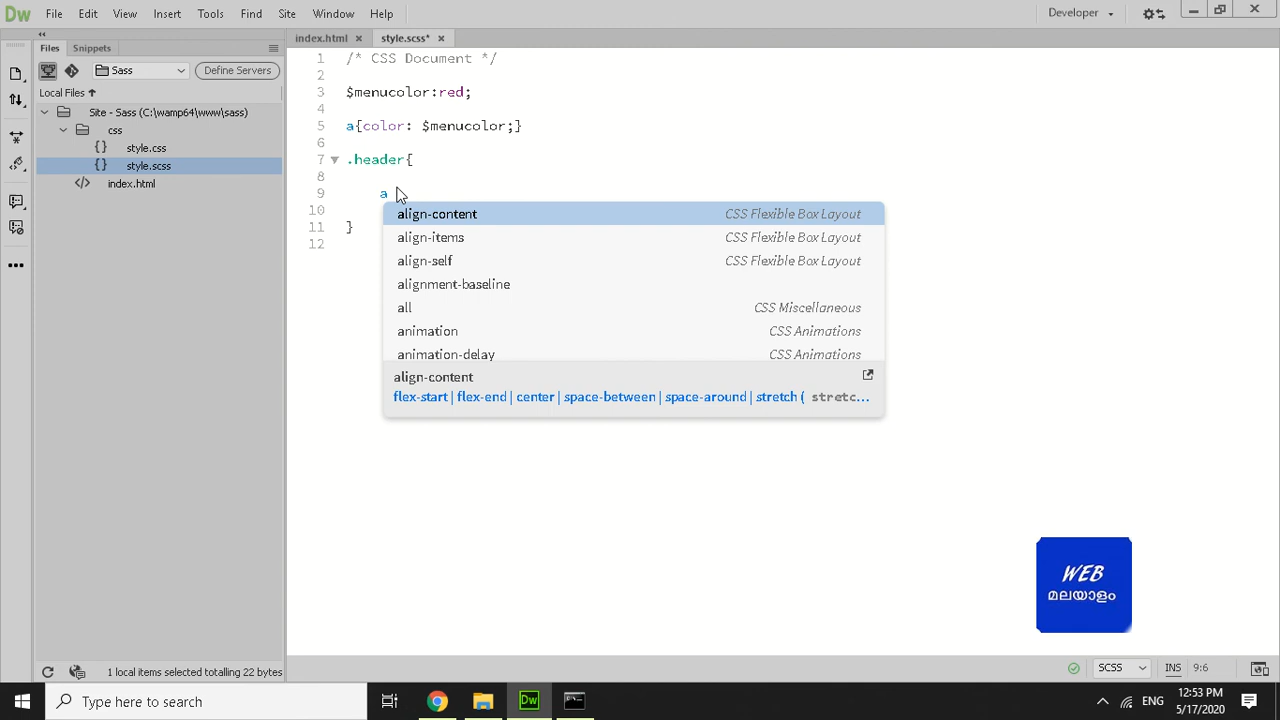 Dw File Edit View Insert Tools Find Site Window Help Developer
Files Snippets
index.html style.scss*
Sass Define Servers
Local Files
Site - Sass (C:\wamp64\www\sass)
css
style.css
style.scss
index.html
1 /* CSS Document */
2
3 $menucolor:red;
4
5 a{color: $menucolor;}
6
7 .header{
8
9 a
10
11 }
12
align-content CSS Flexible Box Layout
align-items CSS Flexible Box Layout
align-self CSS Flexible Box Layout
alignment-baseline
all CSS Miscellaneous
animation CSS Animations
animation-delay CSS Animations
align-content
flex-start | flex-end | center | space-between | space-around | stretch ( stretc...
WEB
മലയാളം
1 local items selected totalling 22 bytes
SCSS INS 9:6
Type here to search
Dw
ENG
12:53 PM
5/17/2020